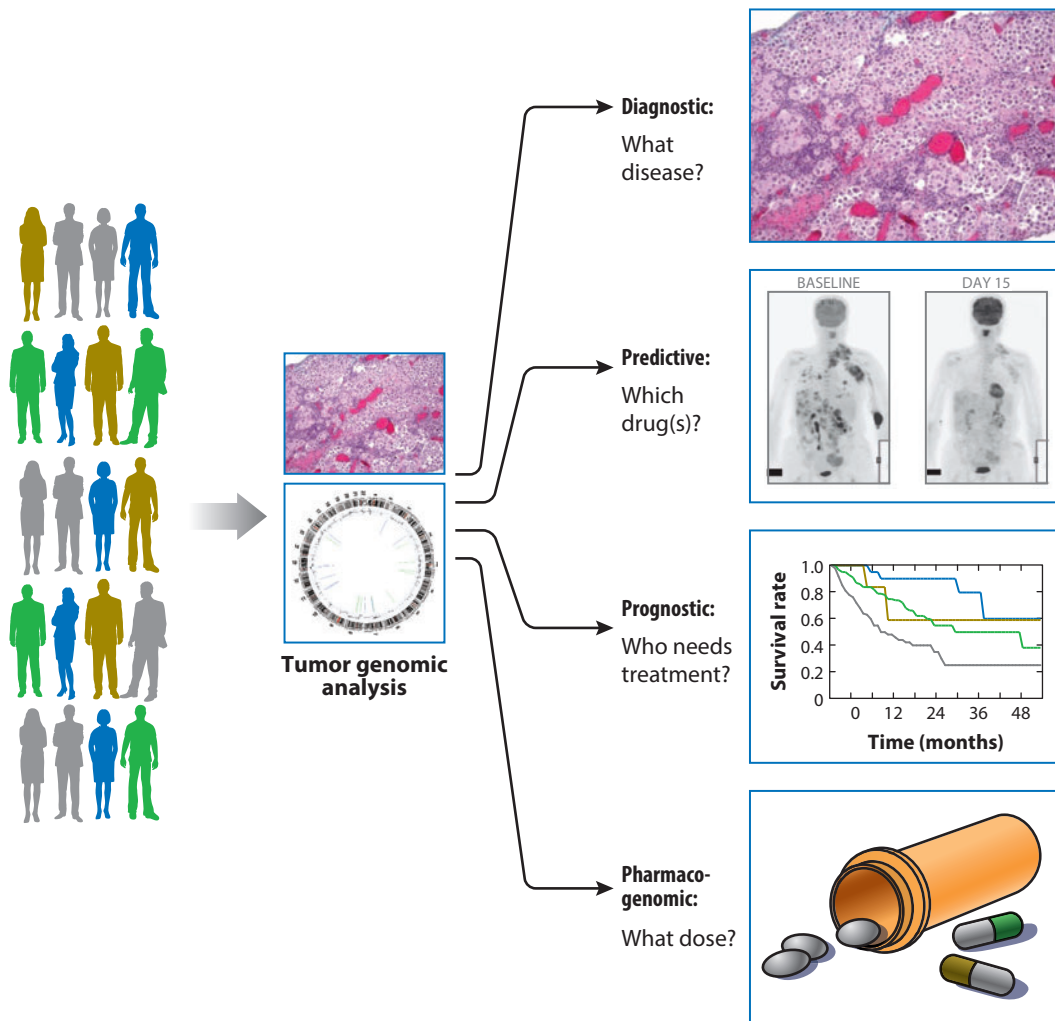 Diagnostic:
What
disease?
BASELINE
DAY 15
Predictive:
Which
drug(s)?
Tumor genomic
analysis
Prognostic:
Who needs
treatment?
Survival rate
1.0
0.8
0.6
0.4
0.2
0
0 12 24 36 48
Time (months)
Pharmaco-
genomic:
What dose?